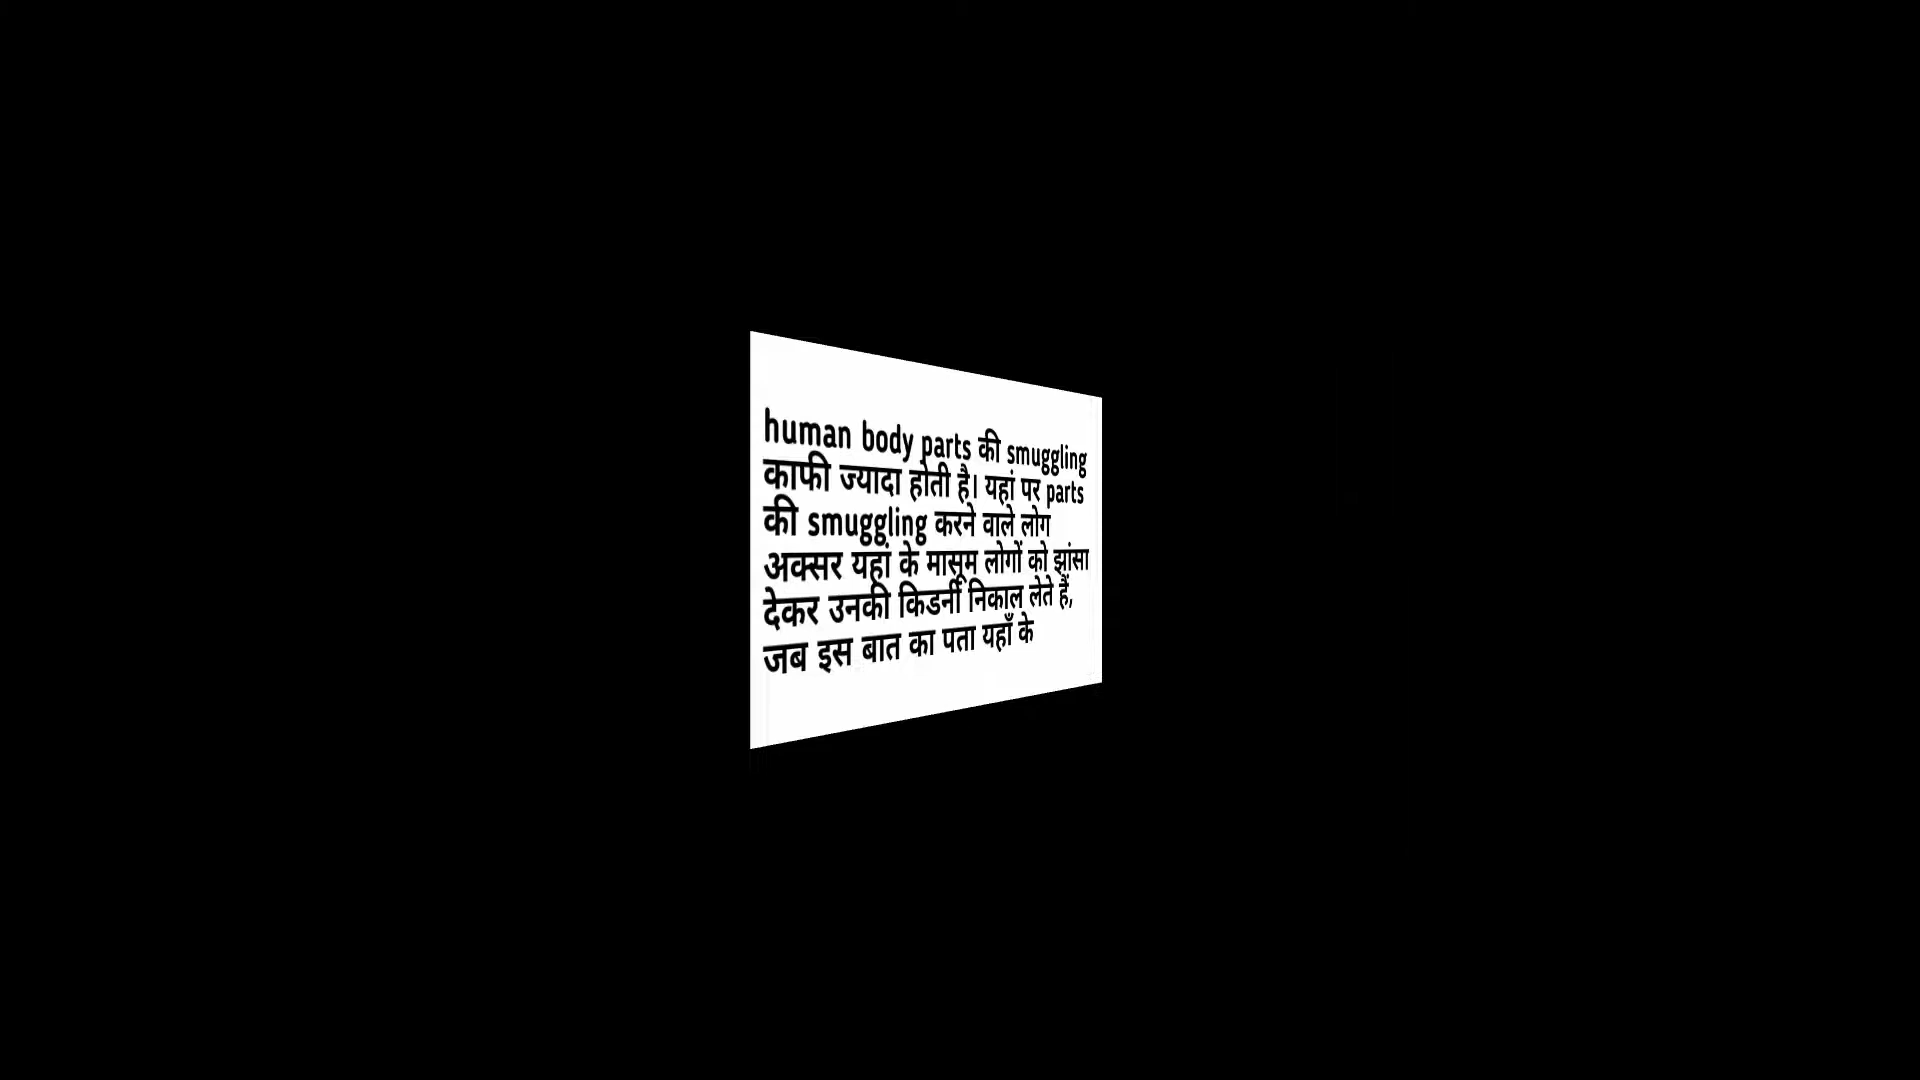 human body parts की smuggling
काफी ज्यादा होती है। यहां पर parts
की smuggling करने वाले लोग
अक्सर यहां के मासूम लोगों को झांसा
देकर उनकी किडनी निकाल लेते हैं,
जब इस बात का पता यहाँ के